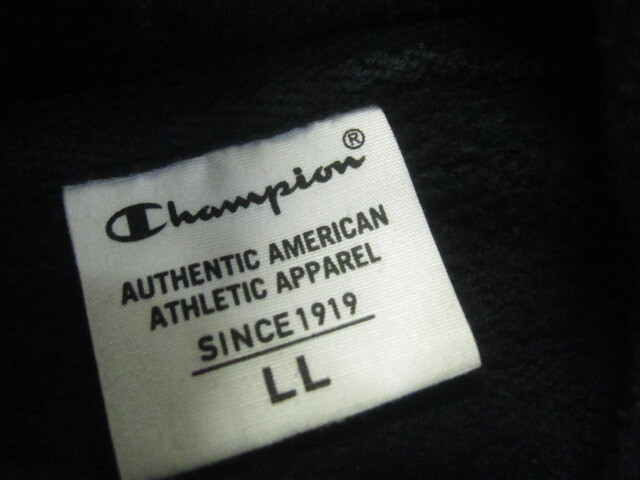 Champion®
AUTHENTIC AMERICAN
ATHLETIC APPAREL
SINCE 1919
LL